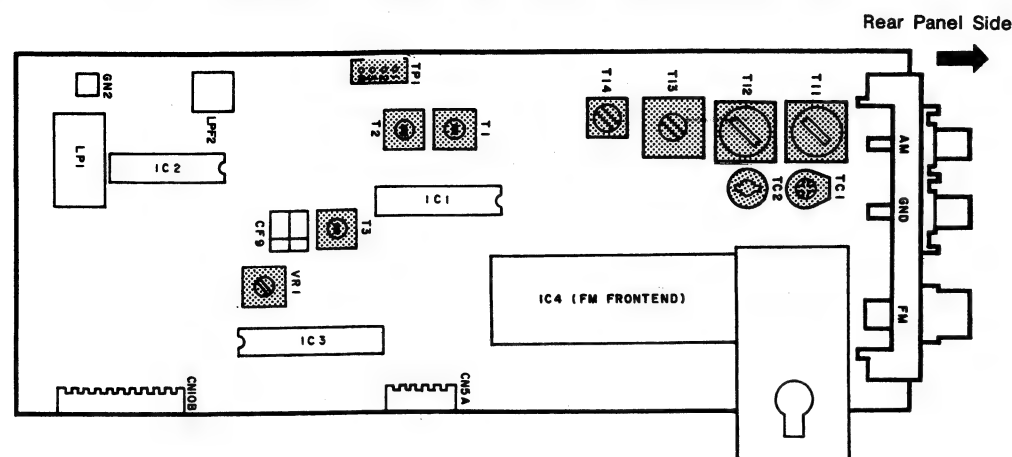 Rear Panel Side
GN2
LPF2
TP1
T2
T1
T14
T13
T12
T11
LP1
IC2
IC1
TC2
TC1
AM
GND
CF9
T3
VR1
IC4 (FM FRONTEND)
FM
IC3
CN10B
CN5A